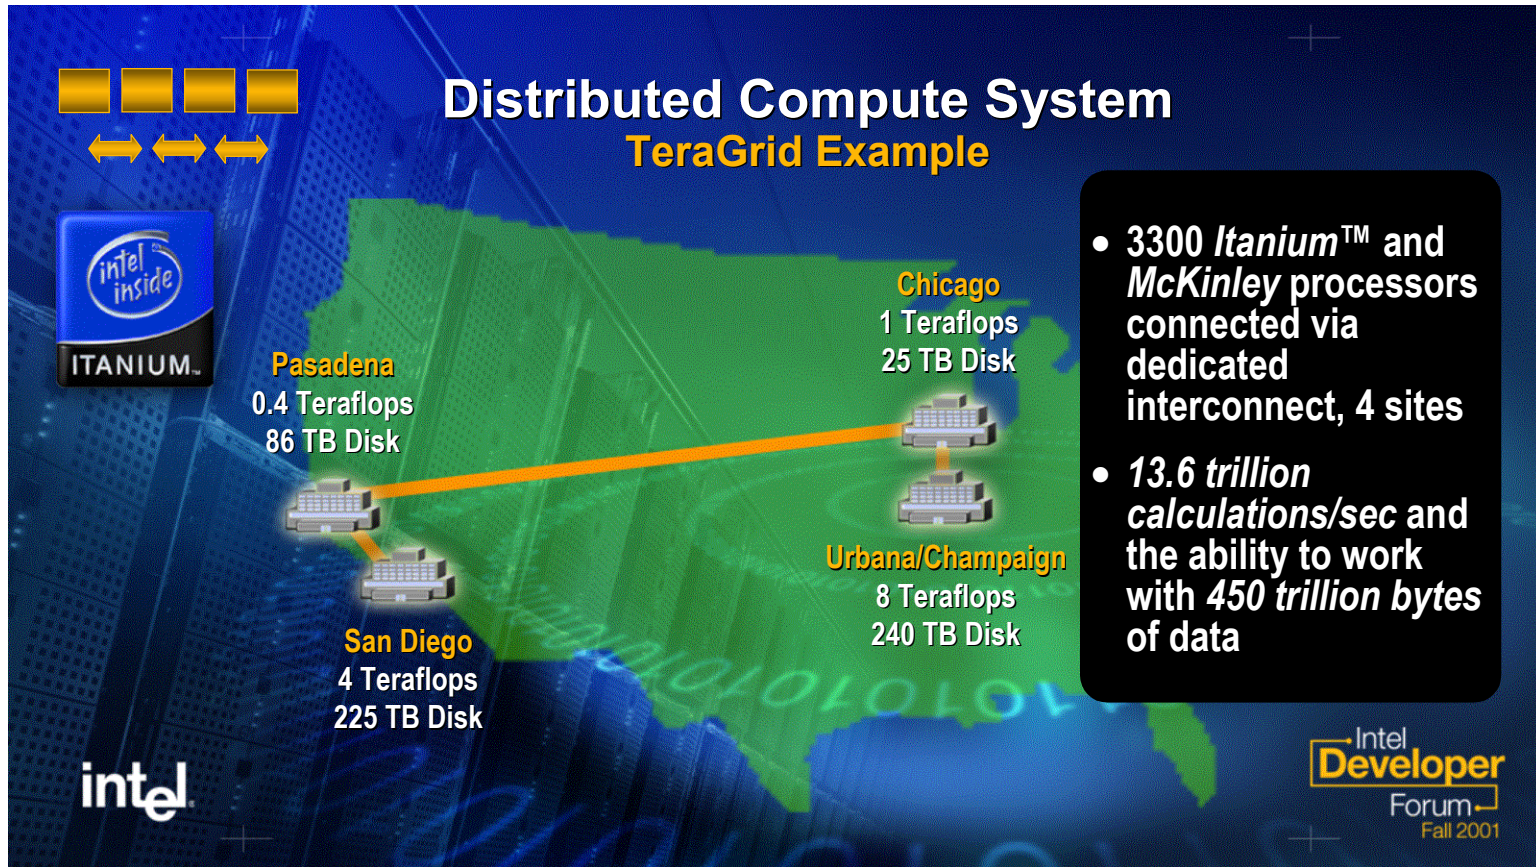 Distributed Compute System
TeraGrid Example
intel
inside
ITANIUM™
Pasadena
0.4 Teraflops
86 TB Disk
San Diego
4 Teraflops
225 TB Disk
Chicago
1 Teraflops
25 TB Disk
Urbana/Champaign
8 Teraflops
240 TB Disk
• 3300 Itanium™ and
McKinley processors
connected via
dedicated
interconnect, 4 sites
• 13.6 trillion
calculations/sec and
the ability to work
with 450 trillion bytes
of data
intel
Intel
Developer
Forum
Fall 2001